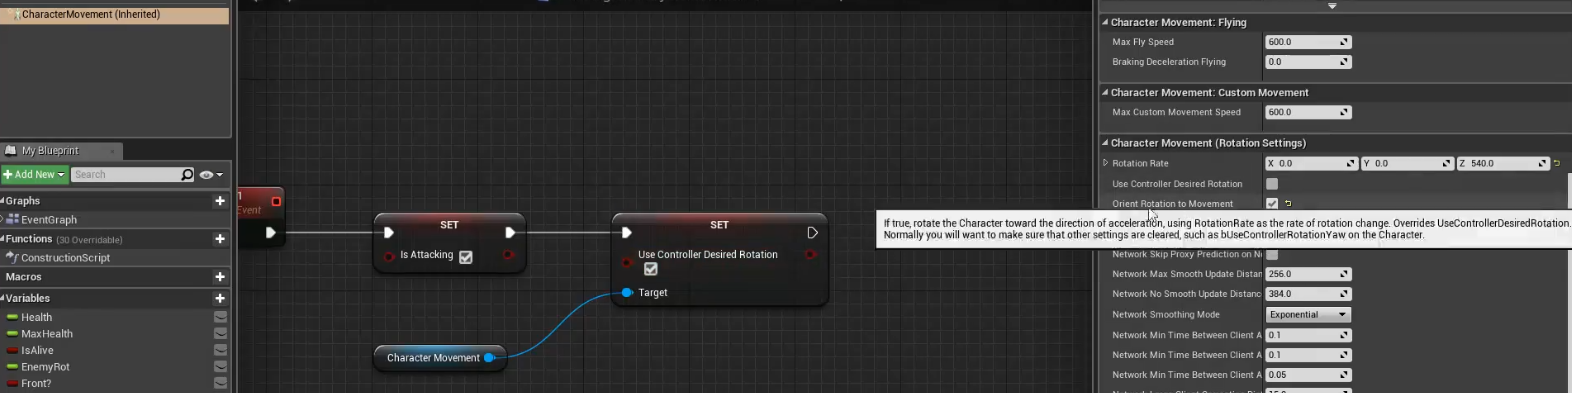 CharacterMovement (Inherited)
My Blueprint
Add New
Search
Graphs
EventGraph
Functions (30 Overridable)
ConstructionScript
Macros
Variables
Health
MaxHealth
IsAlive
EnemyRot
Front?
1
Event
SET
Is Attacking
SET
Use Controller Desired Rotation
Target
Character Movement
Character Movement: Flying
Max Fly Speed 600.0
Braking Deceleration Flying 0.0
Character Movement: Custom Movement
Max Custom Movement Speed 600.0
Character Movement (Rotation Settings)
Rotation Rate X 0.0 Y 0.0 Z 540.0
Use Controller Desired Rotation
Orient Rotation to Movement
If true, rotate the Character toward the direction of acceleration, using RotationRate as the rate of rotation change. Overrides UseControllerDesiredRotation.
Normally you will want to make sure that other settings are cleared, such as bUseControllerRotationYaw on the Character.
Network Skip Proxy Prediction on N
Network Max Smooth Update Distan 256.0
Network No Smooth Update Distanc 384.0
Network Smoothing Mode Exponential
Network Min Time Between Client A 0.1
Network Min Time Between Client A 0.1
Network Min Time Between Client A 0.05